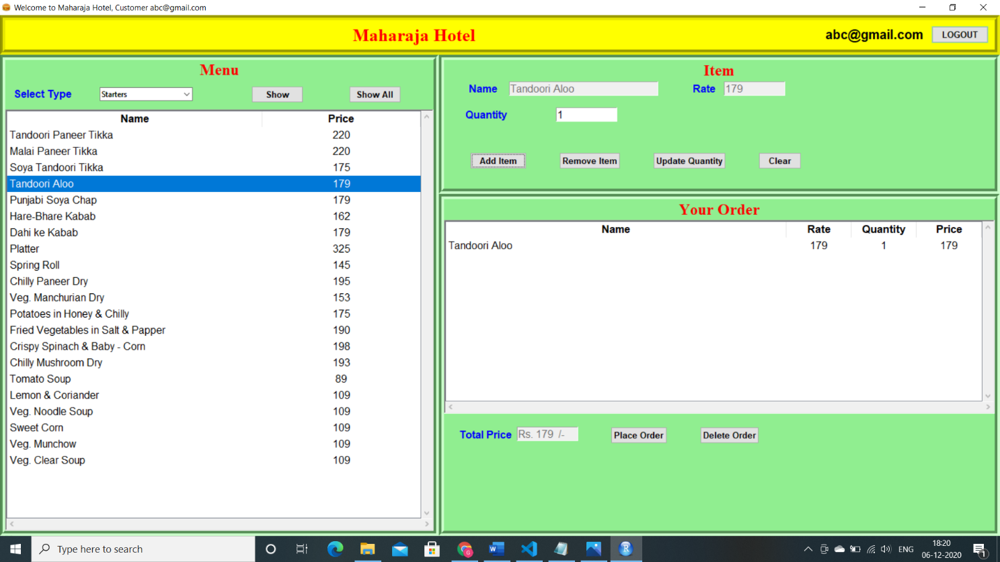 Welcome to Maharaja Hotel, Customer abc@gmail.com
Maharaja Hotel
abc@gmail.com
LOGOUT
Menu
Select Type
Starters
Show
Show All
Name Price
Tandoori Paneer Tikka 220
Malai Paneer Tikka 220
Soya Tandoori Tikka 175
Tandoori Aloo 179
Punjabi Soya Chap 179
Hare-Bhare Kabab 162
Dahi ke Kabab 179
Platter 325
Spring Roll 145
Chilly Paneer Dry 195
Veg. Manchurian Dry 153
Potatoes in Honey & Chilly 175
Fried Vegetables in Salt & Papper 190
Crispy Spinach & Baby - Corn 198
Chilly Mushroom Dry 193
Tomato Soup 89
Lemon & Coriander 109
Veg. Noodle Soup 109
Sweet Corn 109
Veg. Munchow 109
Veg. Clear Soup 109
Item
Name Tandoori Aloo Rate 179
Quantity 1
Add Item Remove Item Update Quantity Clear
Your Order
Name Rate Quantity Price
Tandoori Aloo 179 1 179
Total Price Rs. 179 /- Place Order Delete Order
Type here to search
ENG
18:20
06-12-2020
1